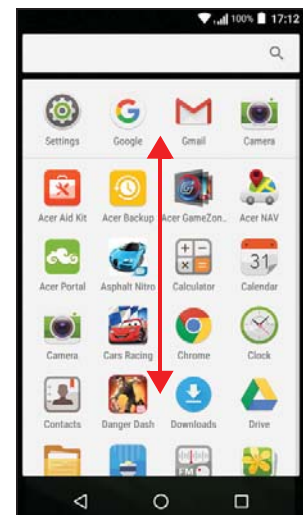 100% 17:12
Settings Google Gmail Camera
Acer Aid Kit Acer Backup Acer GameZon.. Acer NAV
31
Acer Portal Asphalt Nitro Calculator Calendar
Camera Cars Racing Chrome Clock
Contacts Danger Dash Downloads Drive
FM